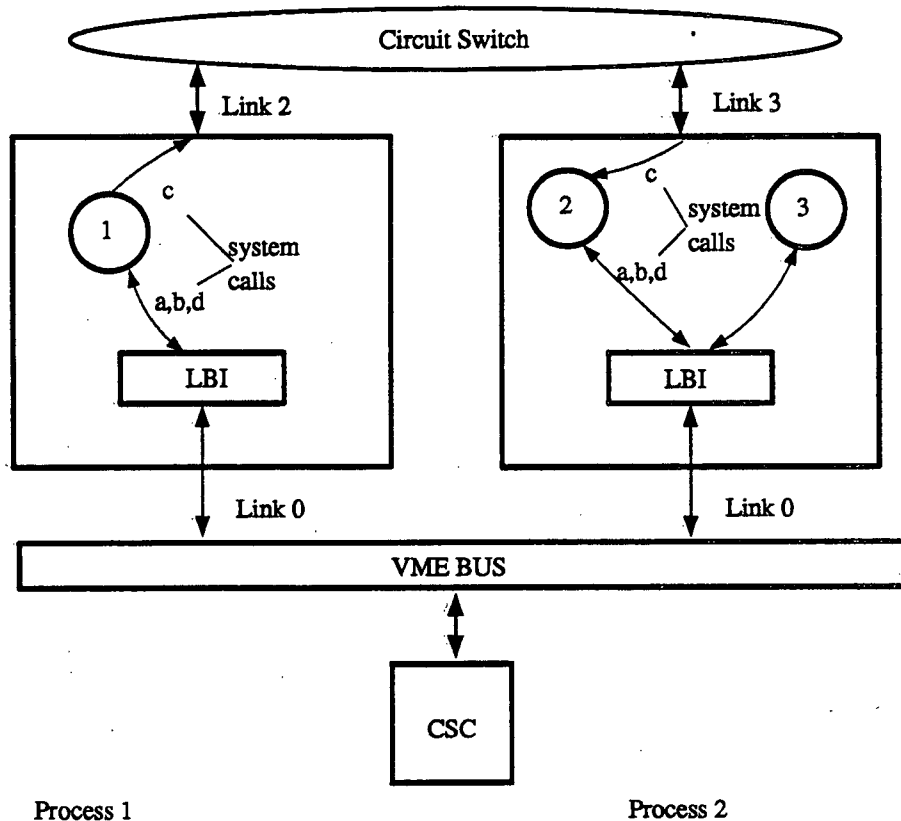 Circuit Switch
Link 2
Link 3
c
1
system
calls
a,b,d
LBI
2
c
system
calls
3
a,b,d
LBI
Link 0
Link 0
VME BUS
CSC
Process 1
Process 2